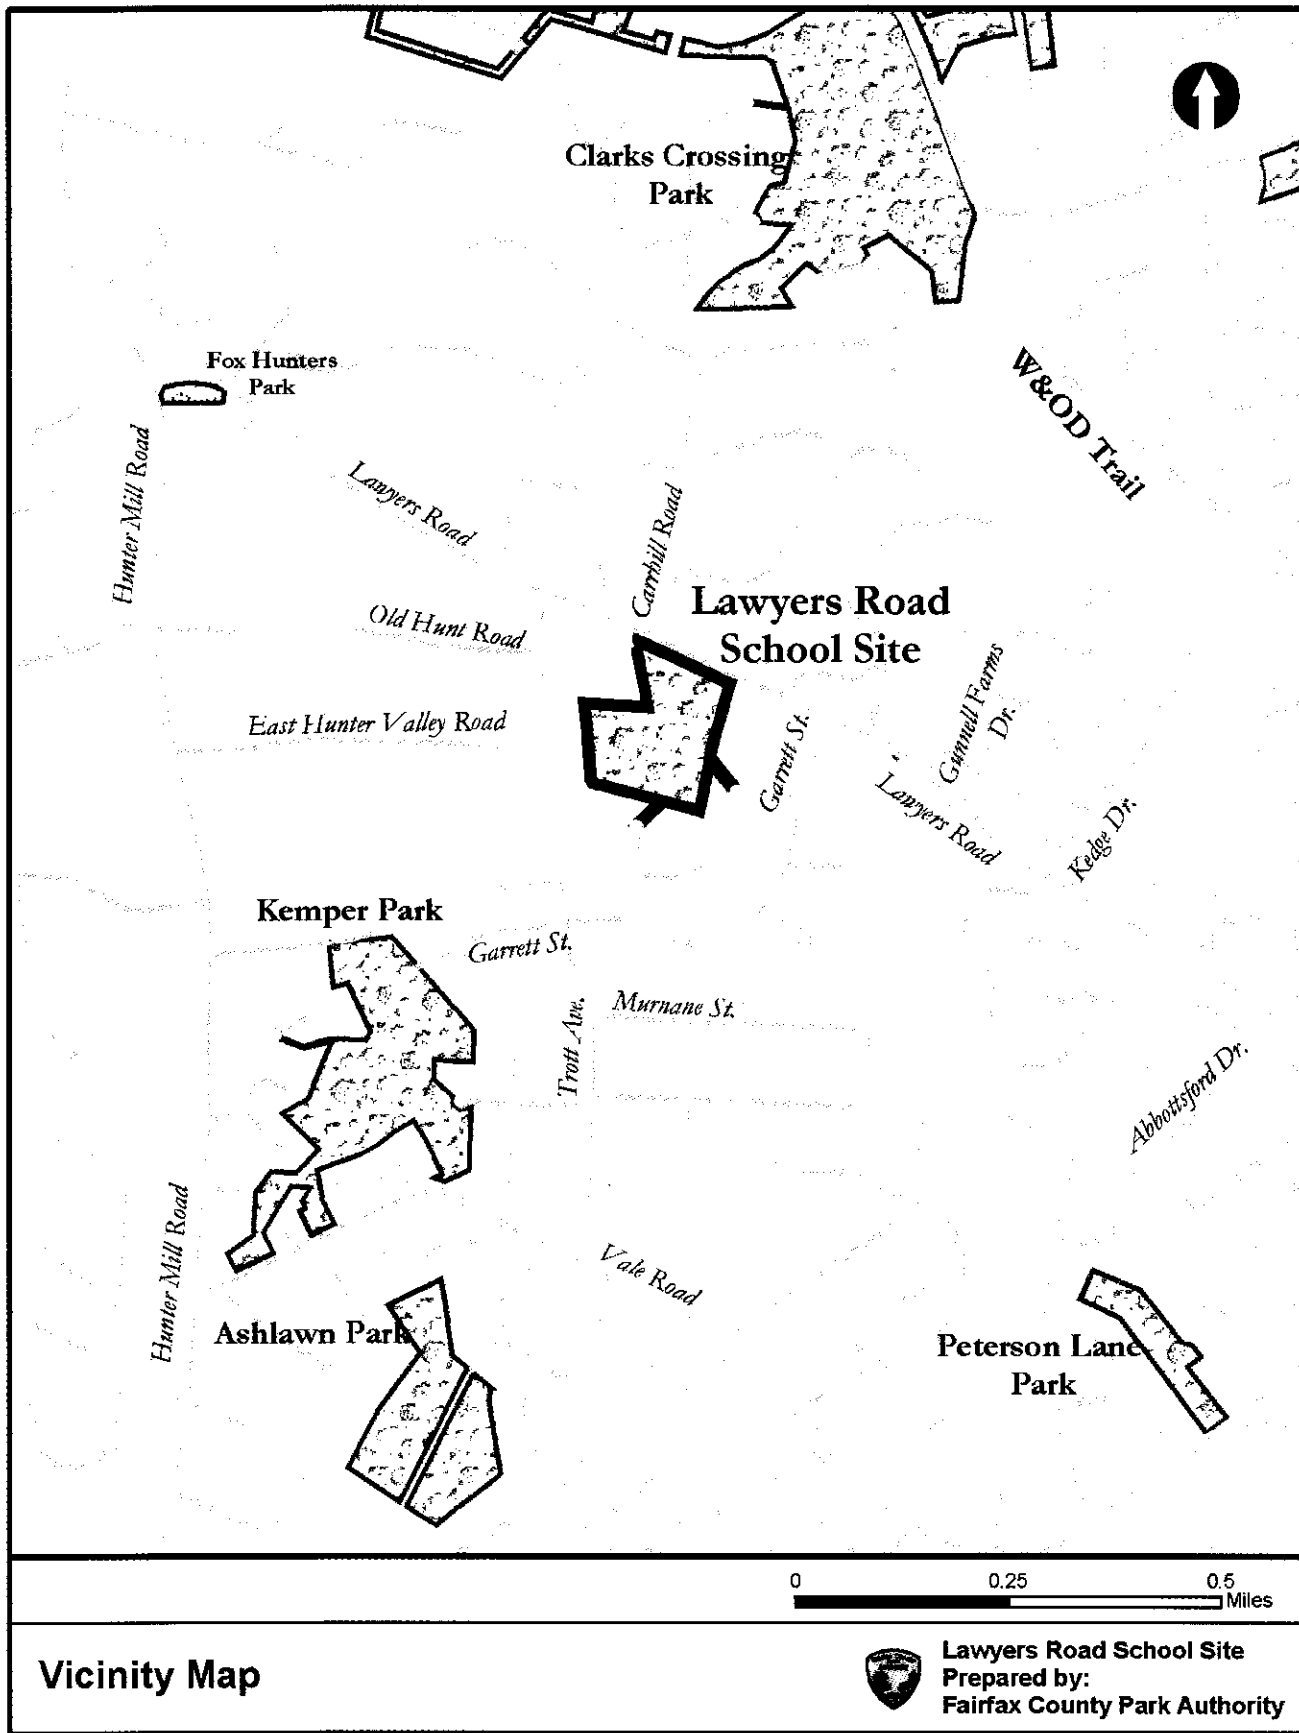 Clarks Crossing
Park
Fox Hunters
Park
W&OD Trail
Hunter Mill Road
Lawyers Road
Carrhill Road
Old Hunt Road
Lawyers Road
School Site
East Hunter Valley Road
Garrett St.
Gunnell Farms
Dr.
Lawyers Road
Kedge Dr.
Kemper Park
Garrett St.
Trott Ave.
Murnane St.
Abbottsford Dr.
Hunter Mill Road
Vale Road
Ashlawn Park
Peterson Lane
Park
0 0.25 0.5
Miles
Vicinity Map
Lawyers Road School Site
Prepared by:
Fairfax County Park Authority